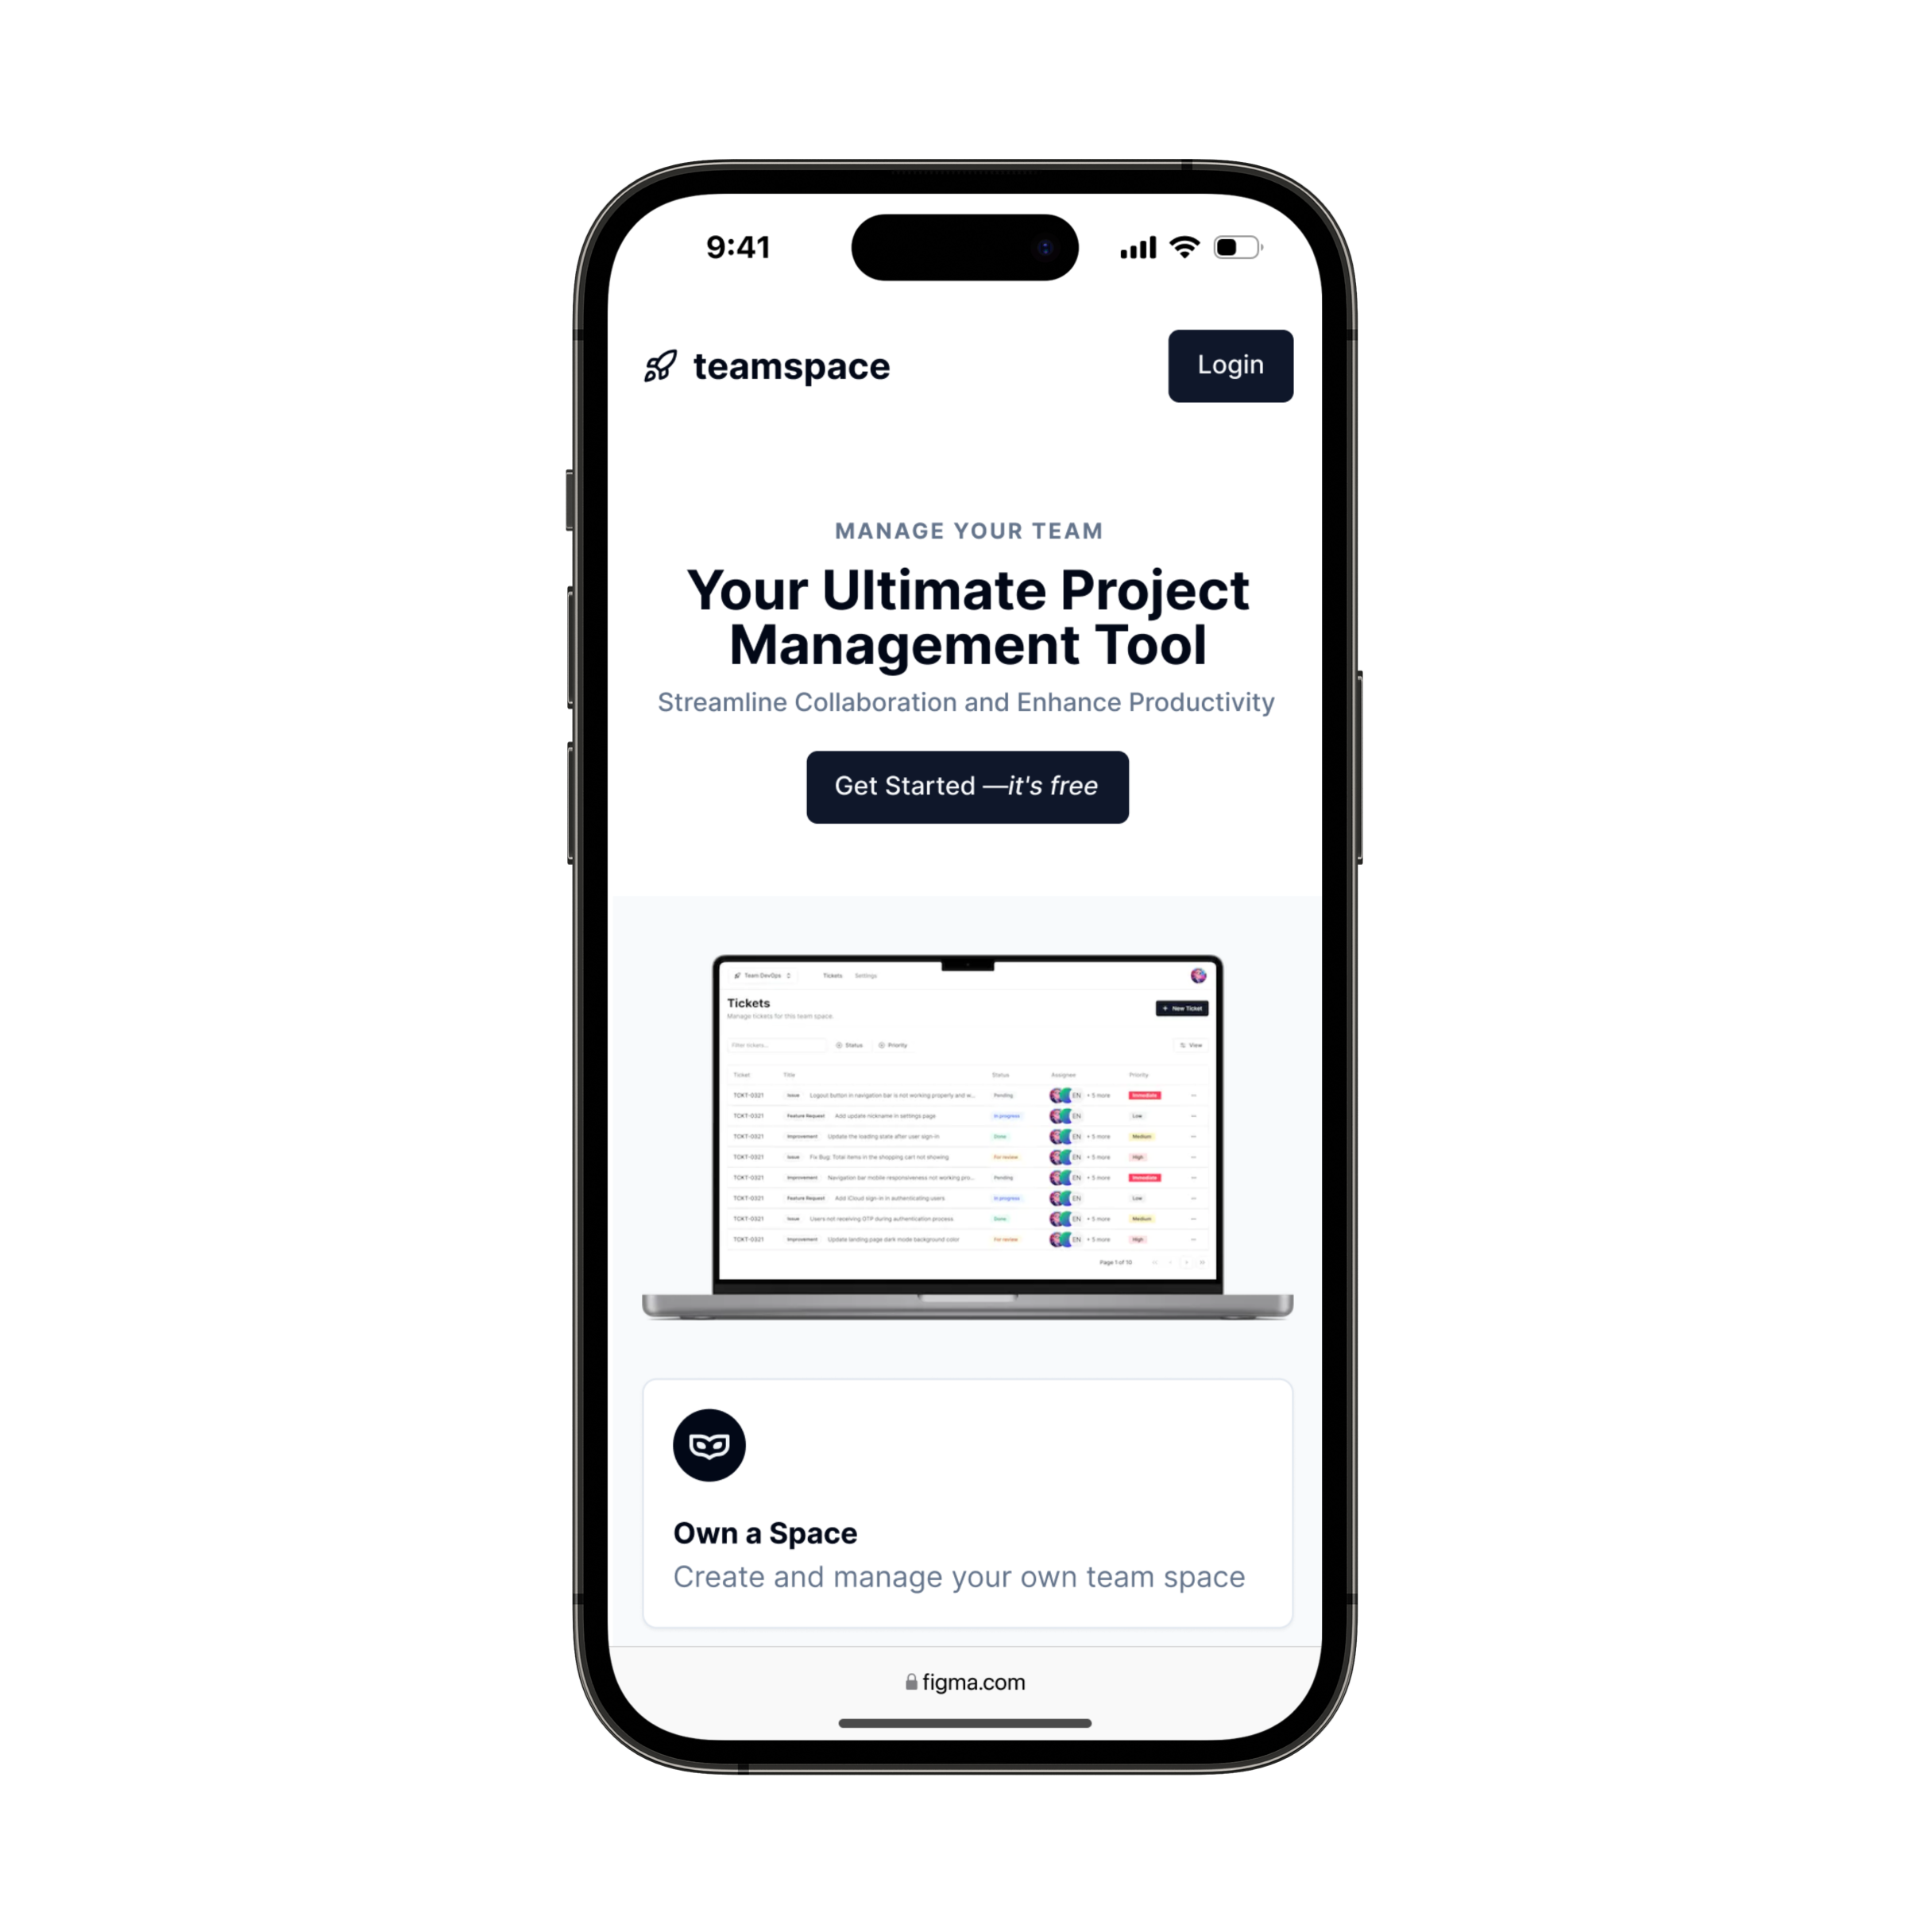 9:41
teamspace
Login
MANAGE YOUR TEAM
Your Ultimate Project
Management Tool
Streamline Collaboration and Enhance Productivity
Get Started —it's free
Team DevOps Tickets Settings
Tickets
Manage tickets for this team space.
+ New Ticket
Filter tickets... Status Priority View
Ticket Title Status Assignee Priority
TCKT-0321 Issue Logout button in navigation bar is not working properly and w... Pending EN + 5 more Immediate
TCKT-0321 Feature Request Add update nickname in settings page In progress EN Low
TCKT-0321 Improvement Update the loading state after user sign-in Done EN + 5 more Medium
TCKT-0321 Issue Fix Bug: Total items in the shopping cart not showing For review EN + 5 more High
TCKT-0321 Improvement Navigation bar mobile responsiveness not working pro... Pending EN + 5 more Immediate
TCKT-0321 Feature Request Add iCloud sign-in in authenticating users In progress EN Low
TCKT-0321 Issue Users not receiving OTP during authentication process Done EN + 5 more Medium
TCKT-0321 Improvement Update landing page dark mode background color For review EN + 5 more High
Page 1 of 10
Own a Space
Create and manage your own team space
figma.com